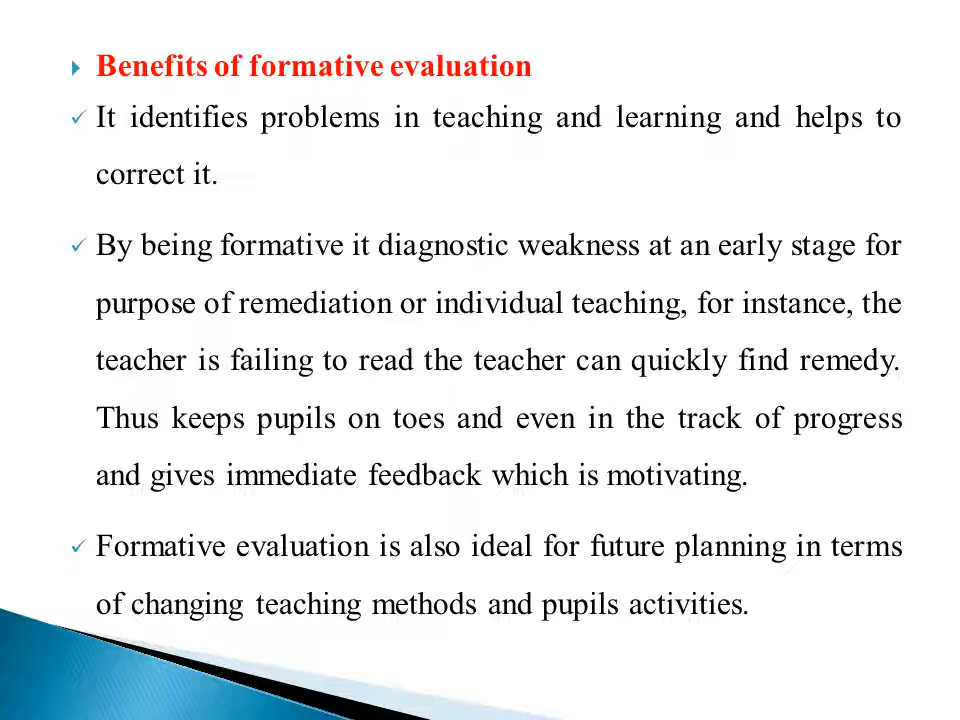 Benefits of formative evaluation
It identifies problems in teaching and learning and helps to
correct it.
By being formative it diagnostic weakness at an early stage for
purpose of remediation or individual teaching, for instance, the
teacher is failing to read the teacher can quickly find remedy.
Thus keeps pupils on toes and even in the track of progress
and gives immediate feedback which is motivating.
Formative evaluation is also ideal for future planning in terms
of changing teaching methods and pupils activities.